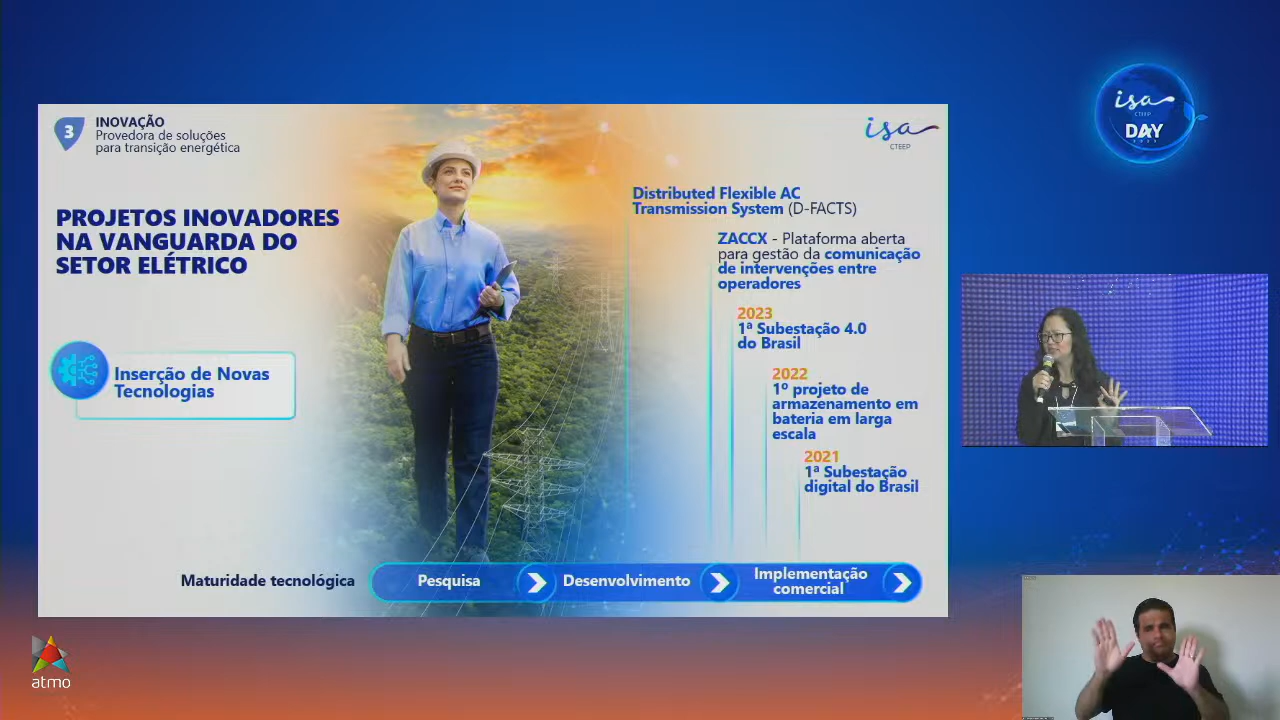 3
INOVAÇÃO
Provedora de soluções
para transição energética
isa
CTEEP
PROJETOS INOVADORES
NA VANGUARDA DO
SETOR ELÉTRICO
Inserção de Novas
Tecnologias
Distributed Flexible AC
Transmission System (D-FACTS)
ZACCX - Plataforma aberta
para gestão da comunicação
de intervenções entre
operadores
2023
1ª Subestação 4.0
do Brasil
2022
1º projeto de
armazenamento em
bateria em larga
escala
2021
1ª Subestação
digital do Brasil
Maturidade tecnológica
Pesquisa
Desenvolvimento
Implementação
comercial
isa
CTEEP
DAY
atmo